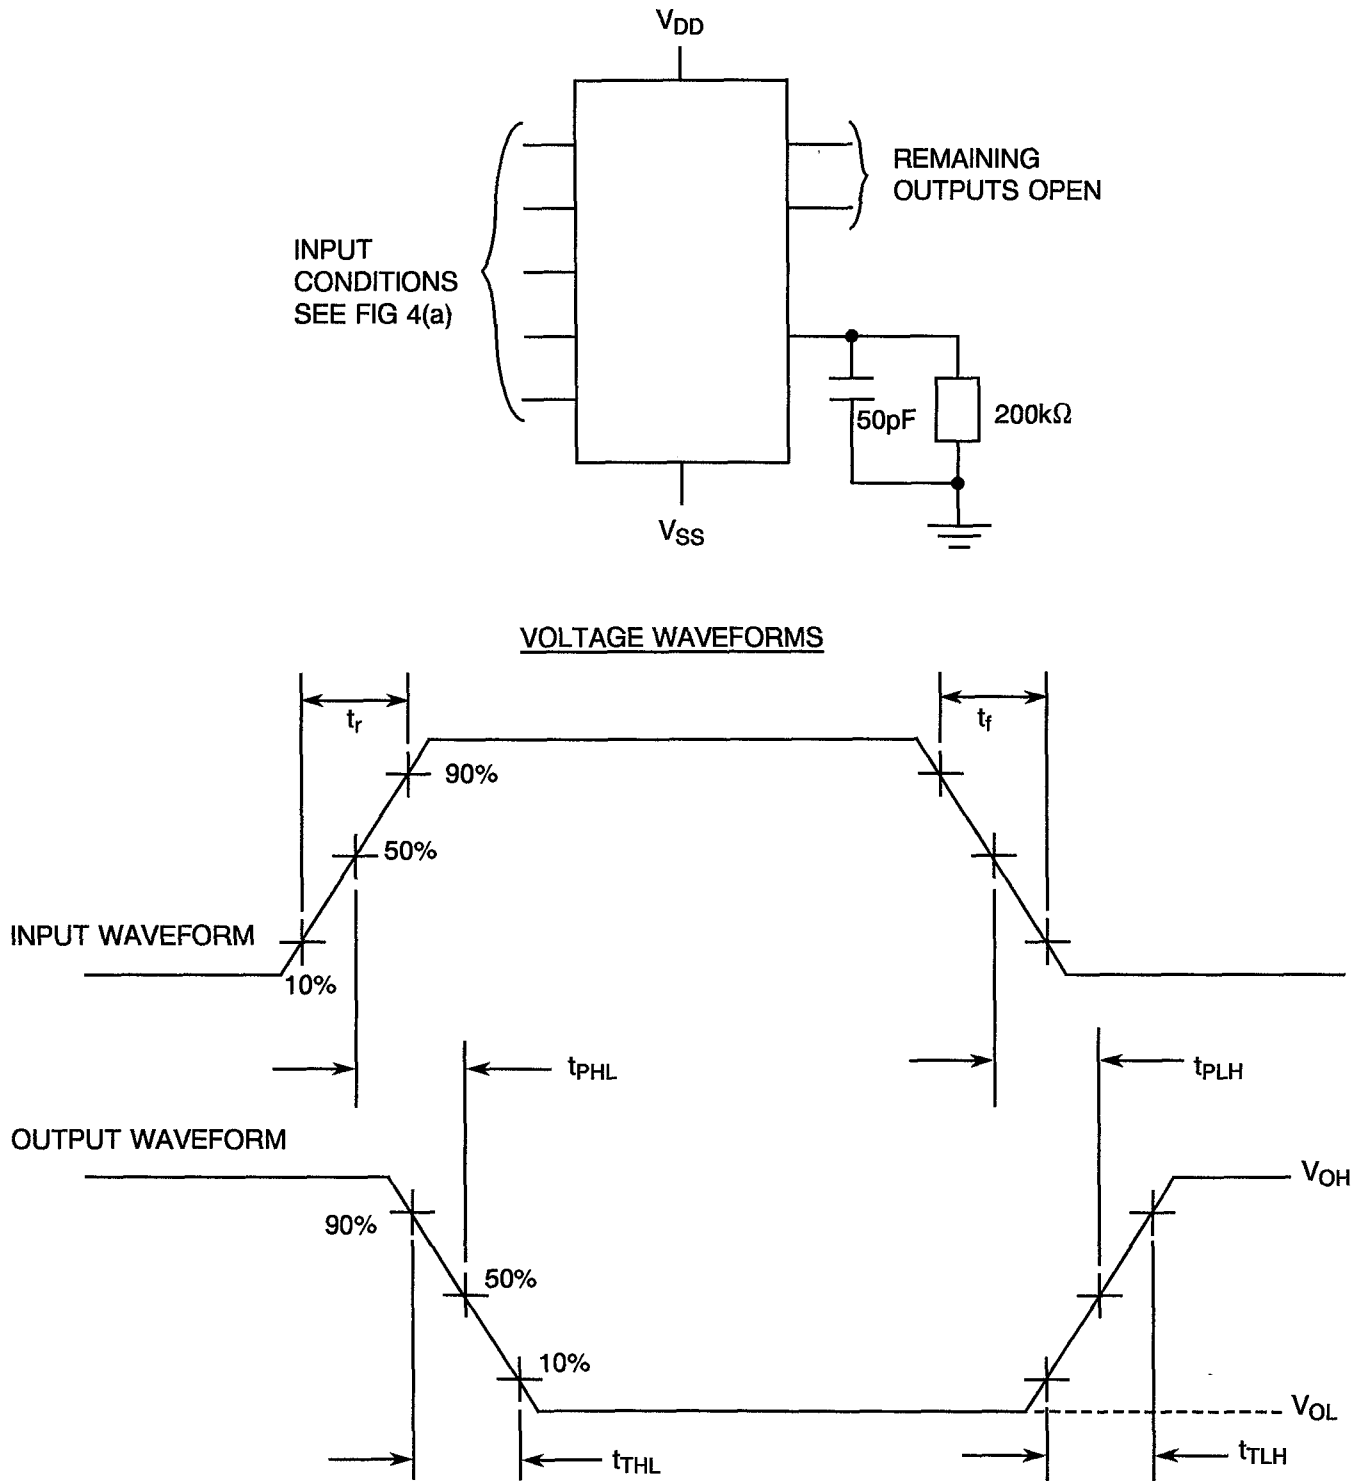 VDD
REMAINING
OUTPUTS OPEN
INPUT
CONDITIONS
SEE FIG 4(a)
50pF
200kΩ
VSS
VOLTAGE WAVEFORMS
tr
tf
90%
50%
INPUT WAVEFORM
10%
tPHL
tPLH
OUTPUT WAVEFORM
VOH
90%
50%
10%
VOL
tTHL
tTLH